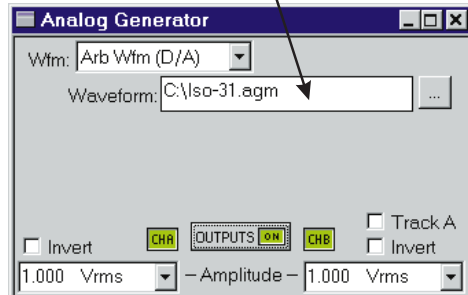 Analog Generator
Wfm: Arb Wfm (D/A)
Waveform: C:\Iso-31.agm ...
Track A
Invert CHA OUTPUTS ON CHB Invert
1.000 Vrms – Amplitude – 1.000 Vrms